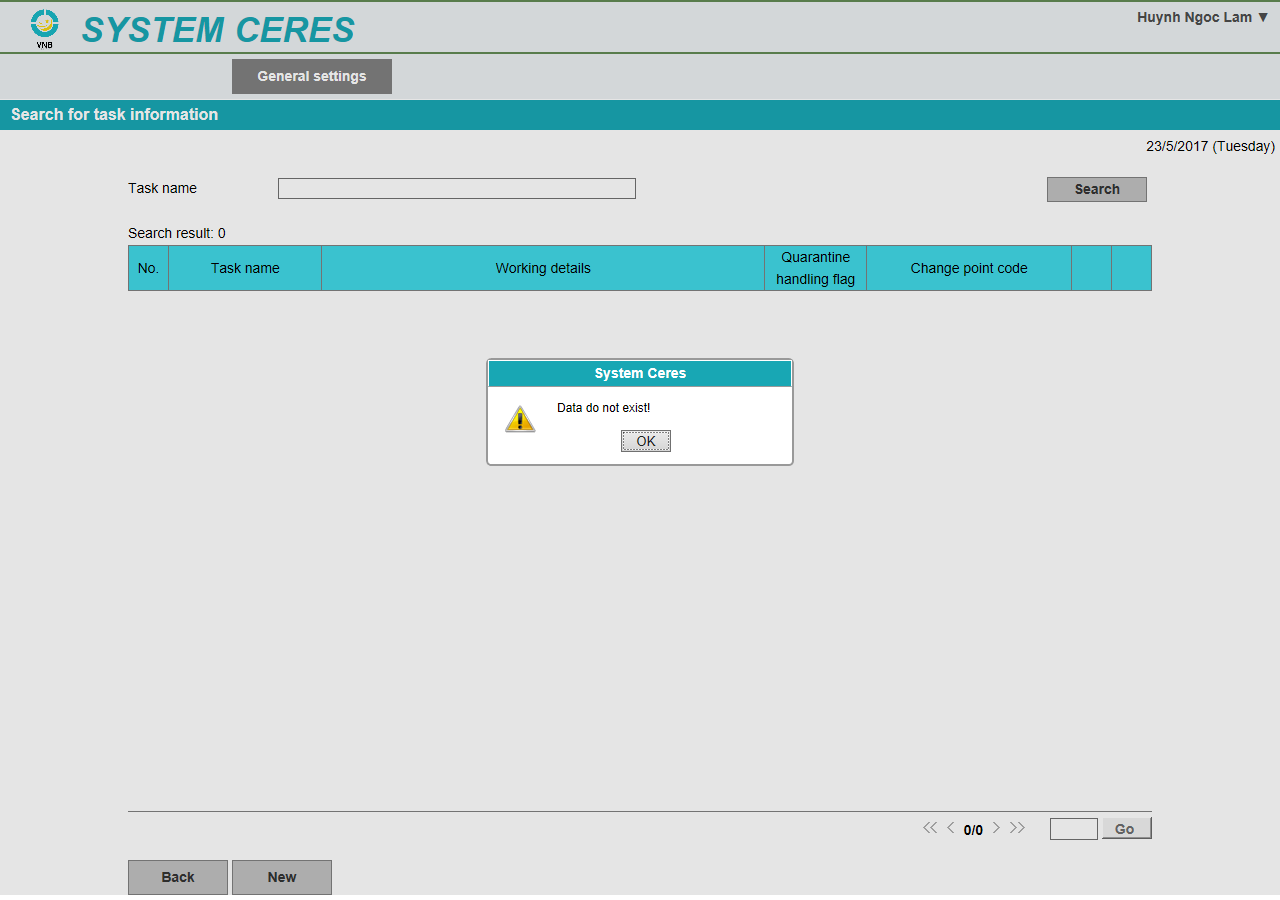 VNB
SYSTEM CERES
Huynh Ngoc Lam ▼
General settings
Search for task information
23/5/2017 (Tuesday)
Task name
Search
Search result: 0
No.
Task name
Working details
Quarantine
handling flag
Change point code
System Ceres
Data do not exist!
OK
0/0
Go
Back
New